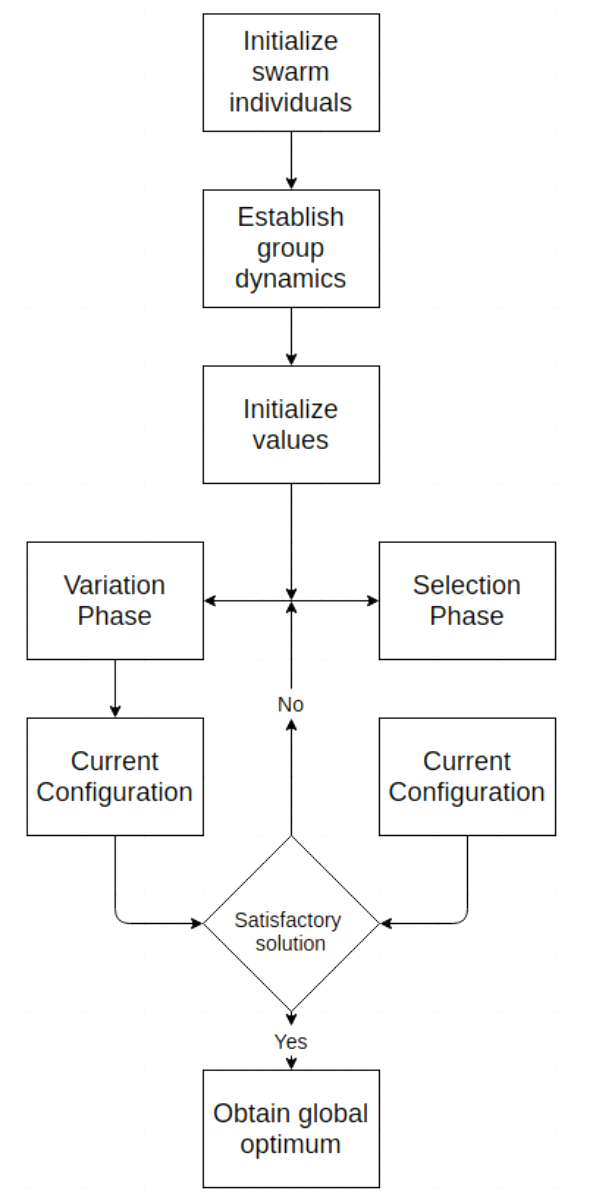 Initialize
swarm
individuals
Establish
group
dynamics
Initialize
values
Variation
Phase
Selection
Phase
No
Current
Configuration
Current
Configuration
Satisfactory
solution
Yes
Obtain global
optimum